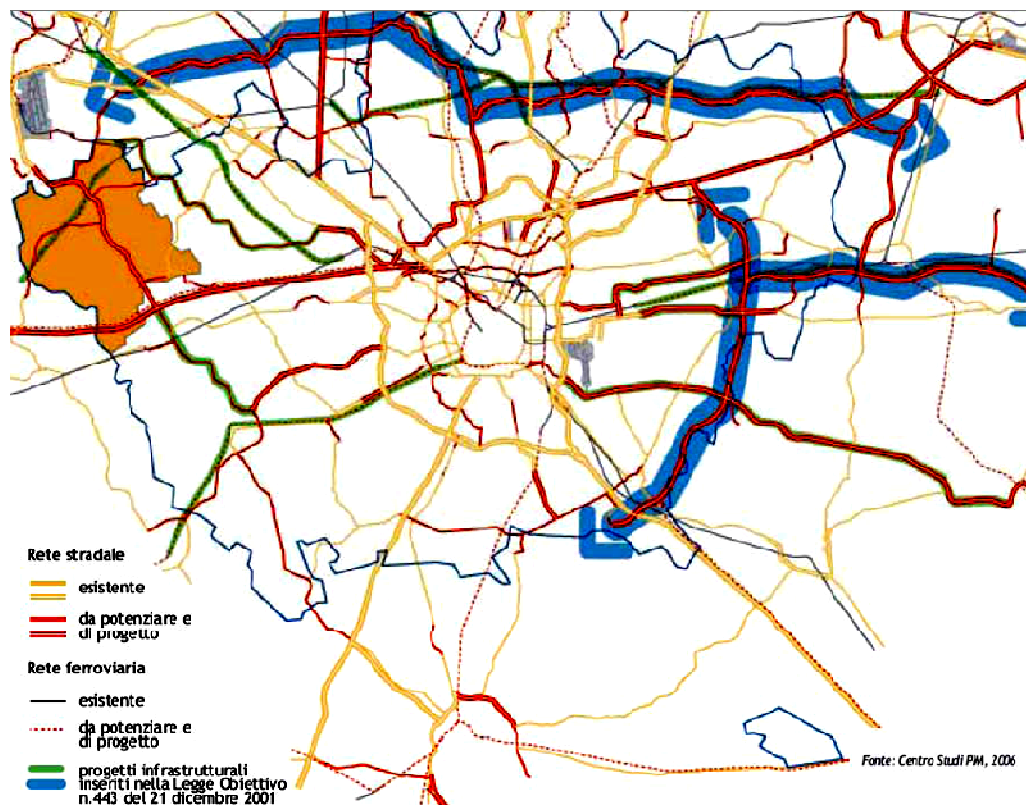 Rete stradale
esistente
da potenziare e
di progetto
Rete ferroviaria
esistente
da potenziare e
di progetto
progetti infrastrutturali
inseriti nella Legge Obiettivo
n.443 del 21 dicembre 2001
Fonte: Centro Studi PM, 2006